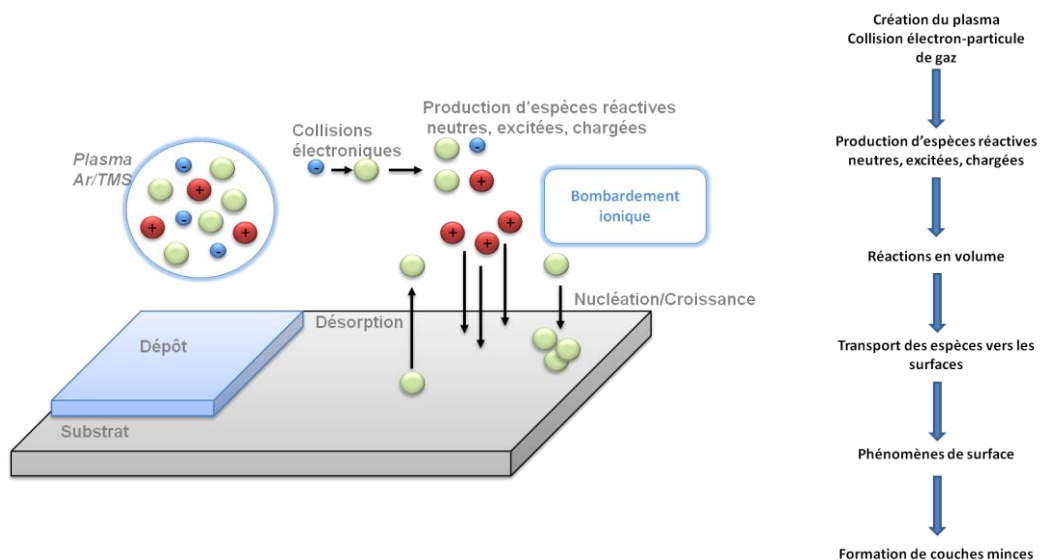 Plasma
Ar/TMS
Collisions
électroniques
Production d'espèces réactives
neutres, excitées, chargées
Bombardement
ionique
Désorption
Nucléation/Croissance
Dépôt
Substrat
Création du plasma
Collision électron-particule
de gaz
Production d'espèces réactives
neutres, excitées, chargées
Réactions en volume
Transport des espèces vers les
surfaces
Phénomènes de surface
Formation de couches minces